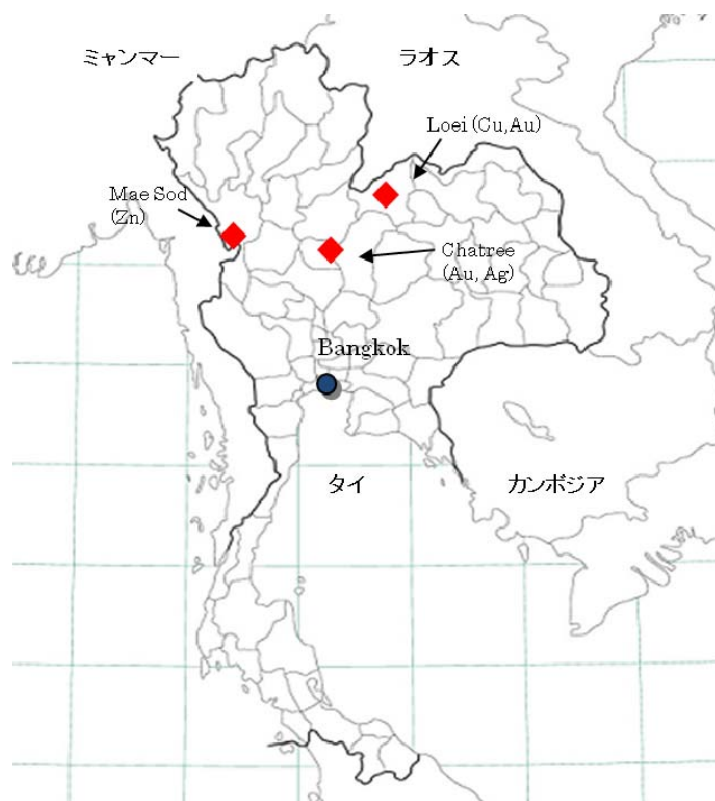 ミャンマー
ラオス
Loei (Cu,Au)
Mae Sod
(Zn)
Chatree
(Au, Ag)
Bangkok
タイ
カンボジア